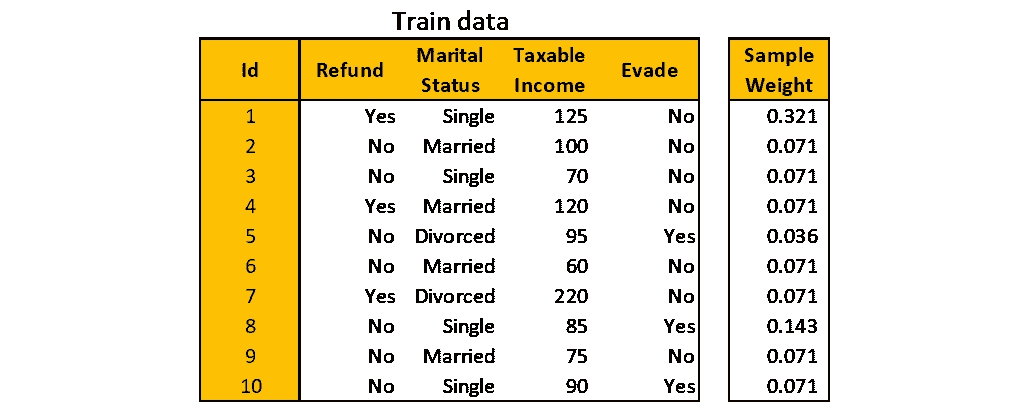 Train data
Id Refund Marital Status Taxable Income Evade Sample Weight
1 Yes Single 125 No 0.321
2 No Married 100 No 0.071
3 No Single 70 No 0.071
4 Yes Married 120 No 0.071
5 No Divorced 95 Yes 0.036
6 No Married 60 No 0.071
7 Yes Divorced 220 No 0.071
8 No Single 85 Yes 0.143
9 No Married 75 No 0.071
10 No Single 90 Yes 0.071